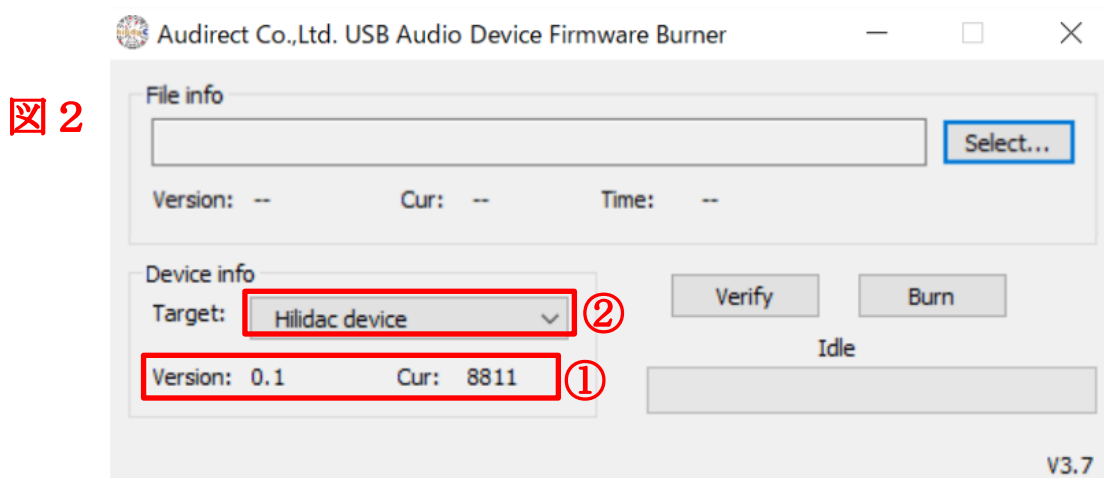 Audirect Co.,Ltd. USB Audio Device Firmware Burner
図2
File info
Select...
Version: -- Cur: -- Time: --
Device info
Target: Hilidac device ②
Verify Burn
Idle
Version: 0.1 Cur: 8811 ①
V3.7